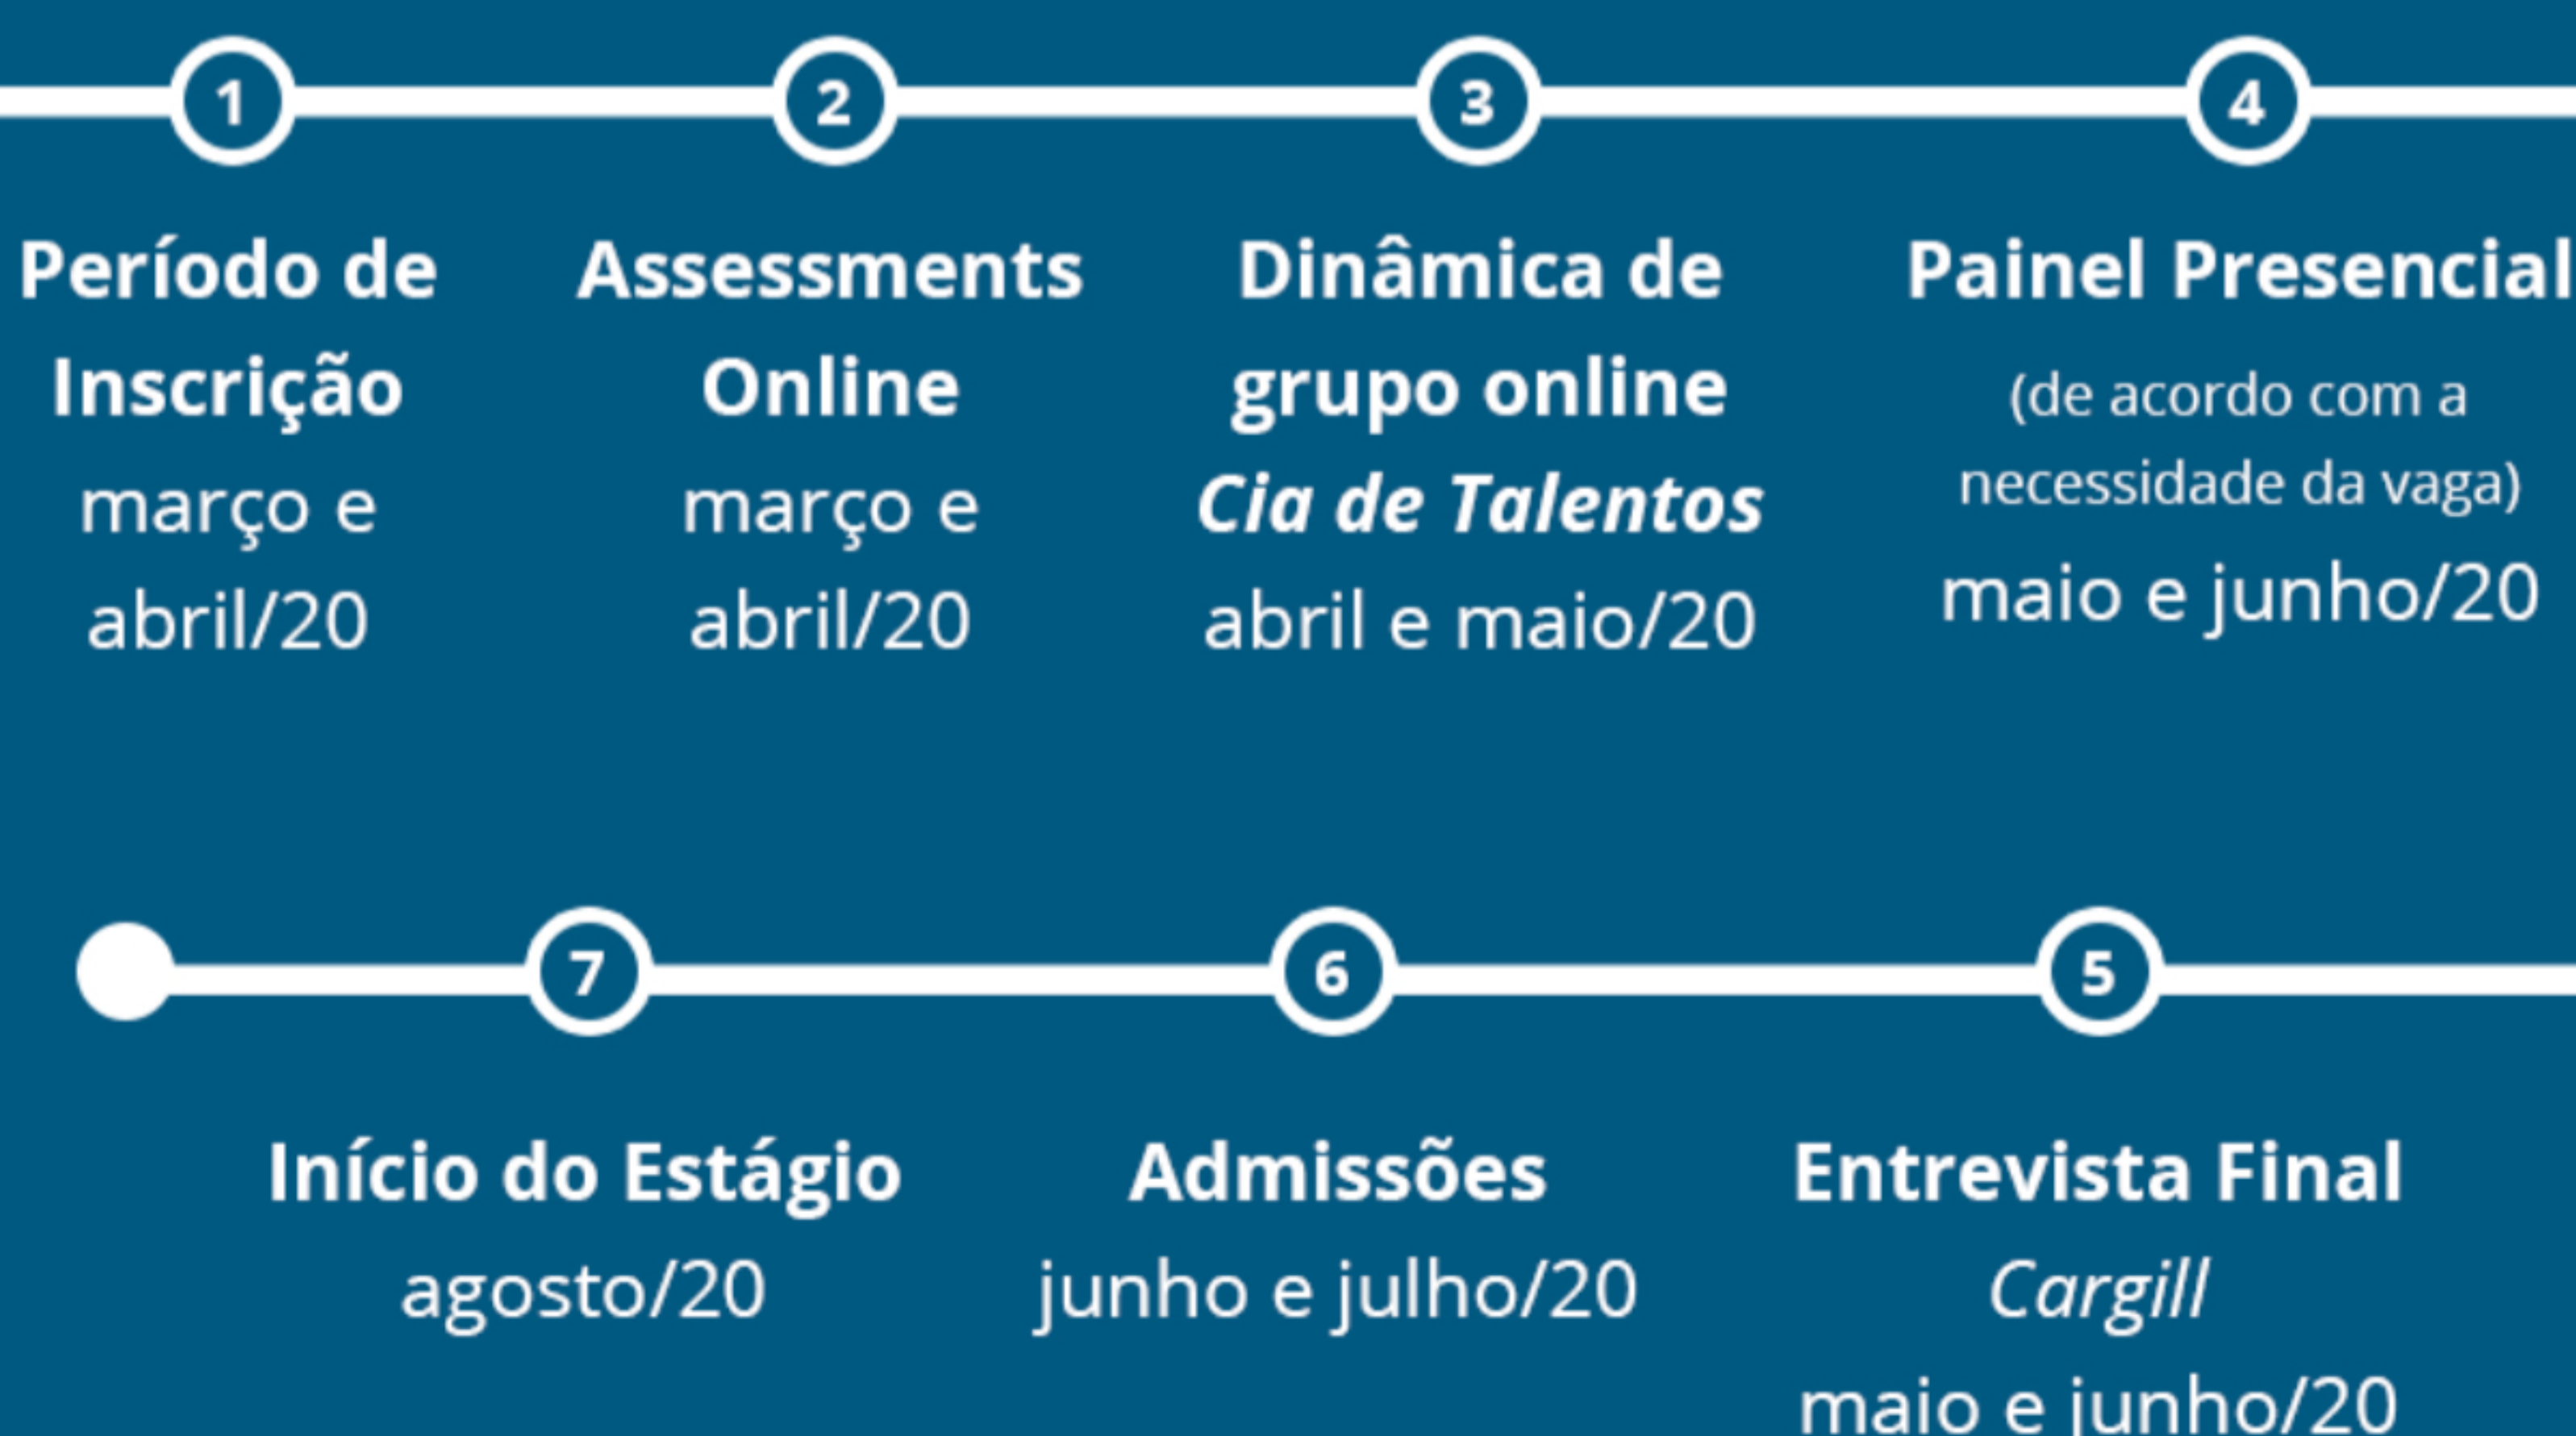 1
Período de
Inscrição
março e
abril/20
2
Assessments
Online
março e
abril/20
3
Dinâmica de
grupo online
Cia de Talentos
abril e maio/20
4
Painel Presencial
(de acordo com a
necessidade da vaga)
maio e junho/20
7
Início do Estágio
agosto/20
6
Admissões
junho e julho/20
5
Entrevista Final
Cargill
maio e junho/20